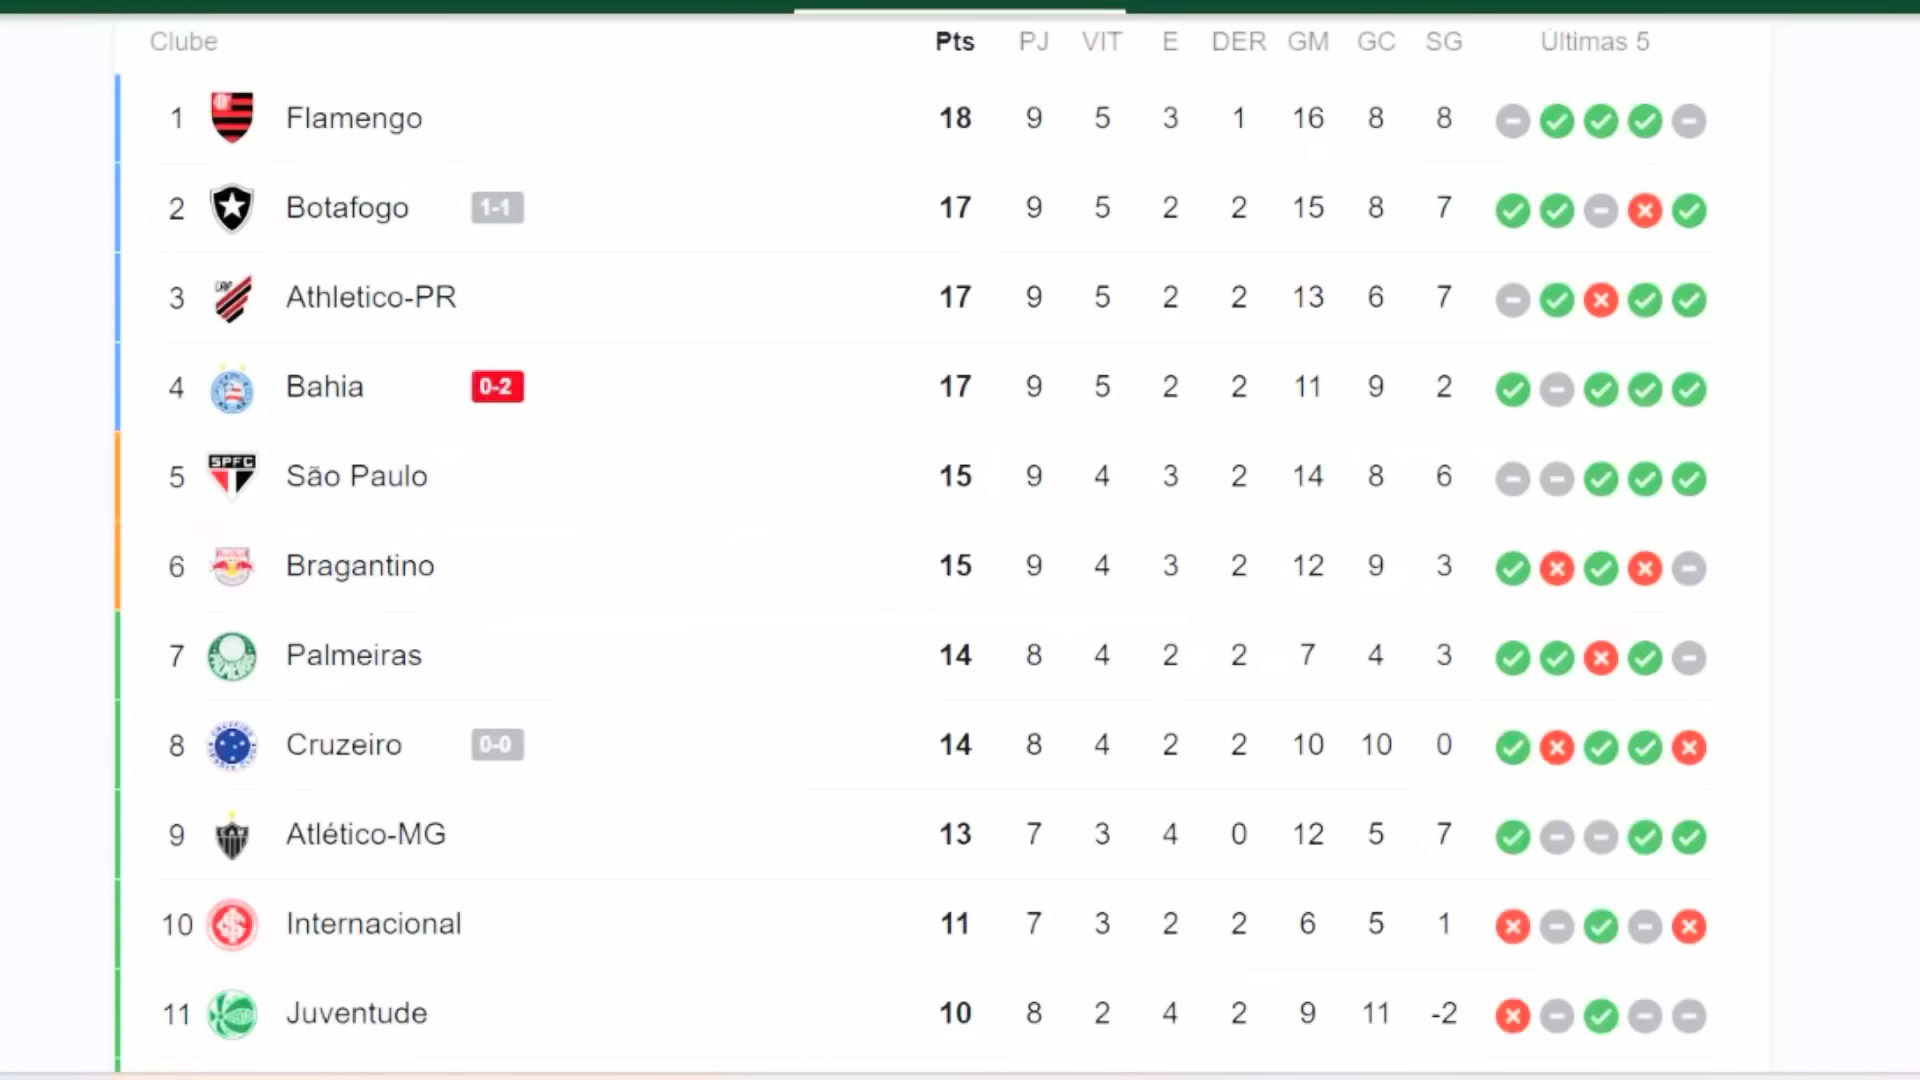 Clube Pts PJ VIT E DER GM GC SG Últimas 5
1 Flamengo 18 9 5 3 1 16 8 8
2 Botafogo 1-1 17 9 5 2 2 15 8 7
3 Athletico-PR 17 9 5 2 2 13 6 7
4 Bahia 0-2 17 9 5 2 2 11 9 2
5 SPFC São Paulo 15 9 4 3 2 14 8 6
6 Bragantino 15 9 4 3 2 12 9 3
7 Palmeiras 14 8 4 2 2 7 4 3
8 Cruzeiro 0-0 14 8 4 2 2 10 10 0
9 Atlético-MG 13 7 3 4 0 12 5 7
10 Internacional 11 7 3 2 2 6 5 1
11 Juventude 10 8 2 4 2 9 11 -2